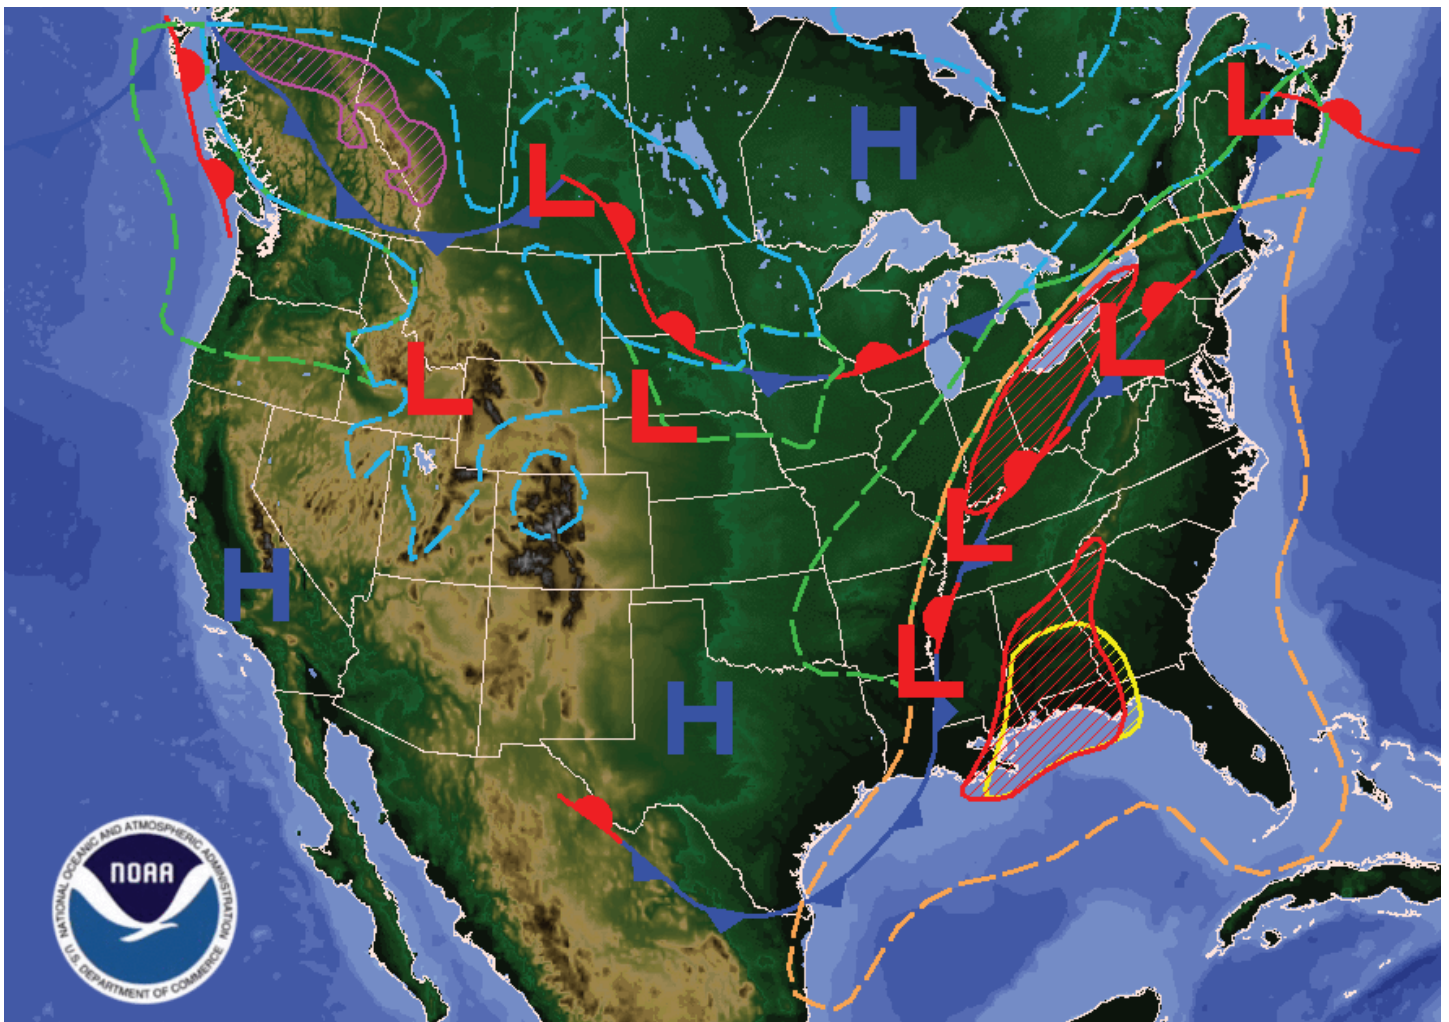 L
H
L
L
L
L
L
H
H
L
L
NATIONAL OCEANIC AND ATMOSPHERIC ADMINISTRATION
NOAA
U.S. DEPARTMENT OF COMMERCE